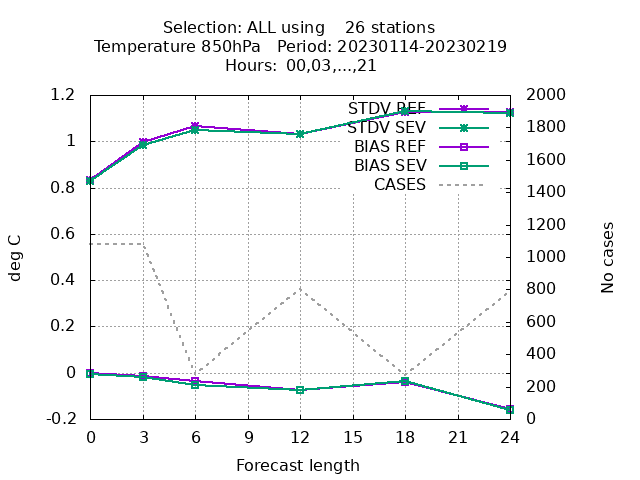 Selection: ALL using    26 stations
Temperature 850hPa   Period: 20230114-20230219
Hours: 00,03,...,21
STDV REF
STDV SEV
BIAS REF
BIAS SEV
CASES
1.2
1
0.8
0.6
0.4
0.2
0
-0.2
deg C
2000
1800
1600
1400
1200
1000
800
600
400
200
0
No cases
0 3 6 9 12 15 18 21 24
Forecast length